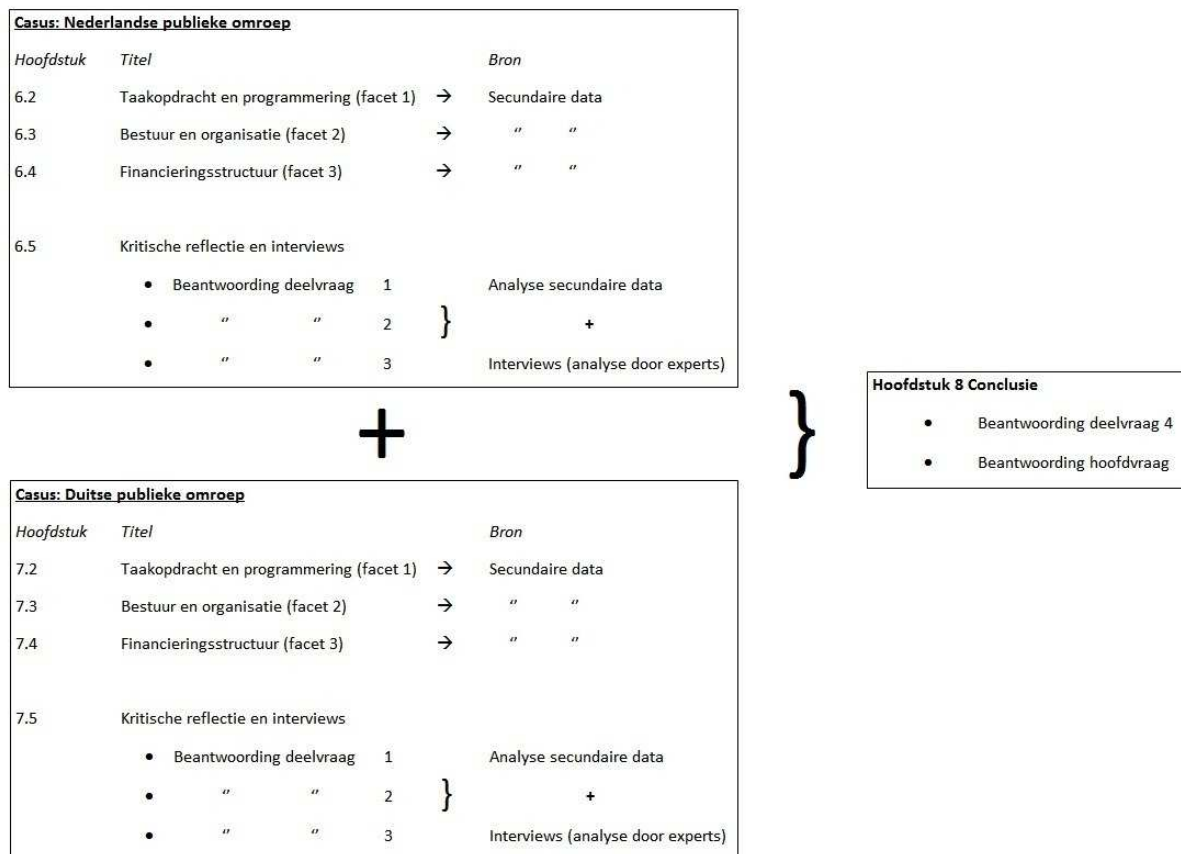 Casus: Nederlandse publieke omroep
Hoofdstuk Titel Bron
6.2 Taakopdracht en programmering (facet 1) → Secundaire data
6.3 Bestuur en organisatie (facet 2) → ‘’ ‘’
6.4 Financieringsstructuur (facet 3) → ‘’ ‘’
6.5 Kritische reflectie en interviews
• Beantwoording deelvraag 1 Analyse secundaire data
• ‘’ ‘’ 2 } +
• ‘’ ‘’ 3 Interviews (analyse door experts)
+
}
Hoofdstuk 8 Conclusie
• Beantwoording deelvraag 4
• Beantwoording hoofdvraag
Casus: Duitse publieke omroep
Hoofdstuk Titel Bron
7.2 Taakopdracht en programmering (facet 1) → Secundaire data
7.3 Bestuur en organisatie (facet 2) → ‘’ ‘’
7.4 Financieringsstructuur (facet 3) → ‘’ ‘’
7.5 Kritische reflectie en interviews
• Beantwoording deelvraag 1 Analyse secundaire data
• ‘’ ‘’ 2 } +
• ‘’ ‘’ 3 Interviews (analyse door experts)